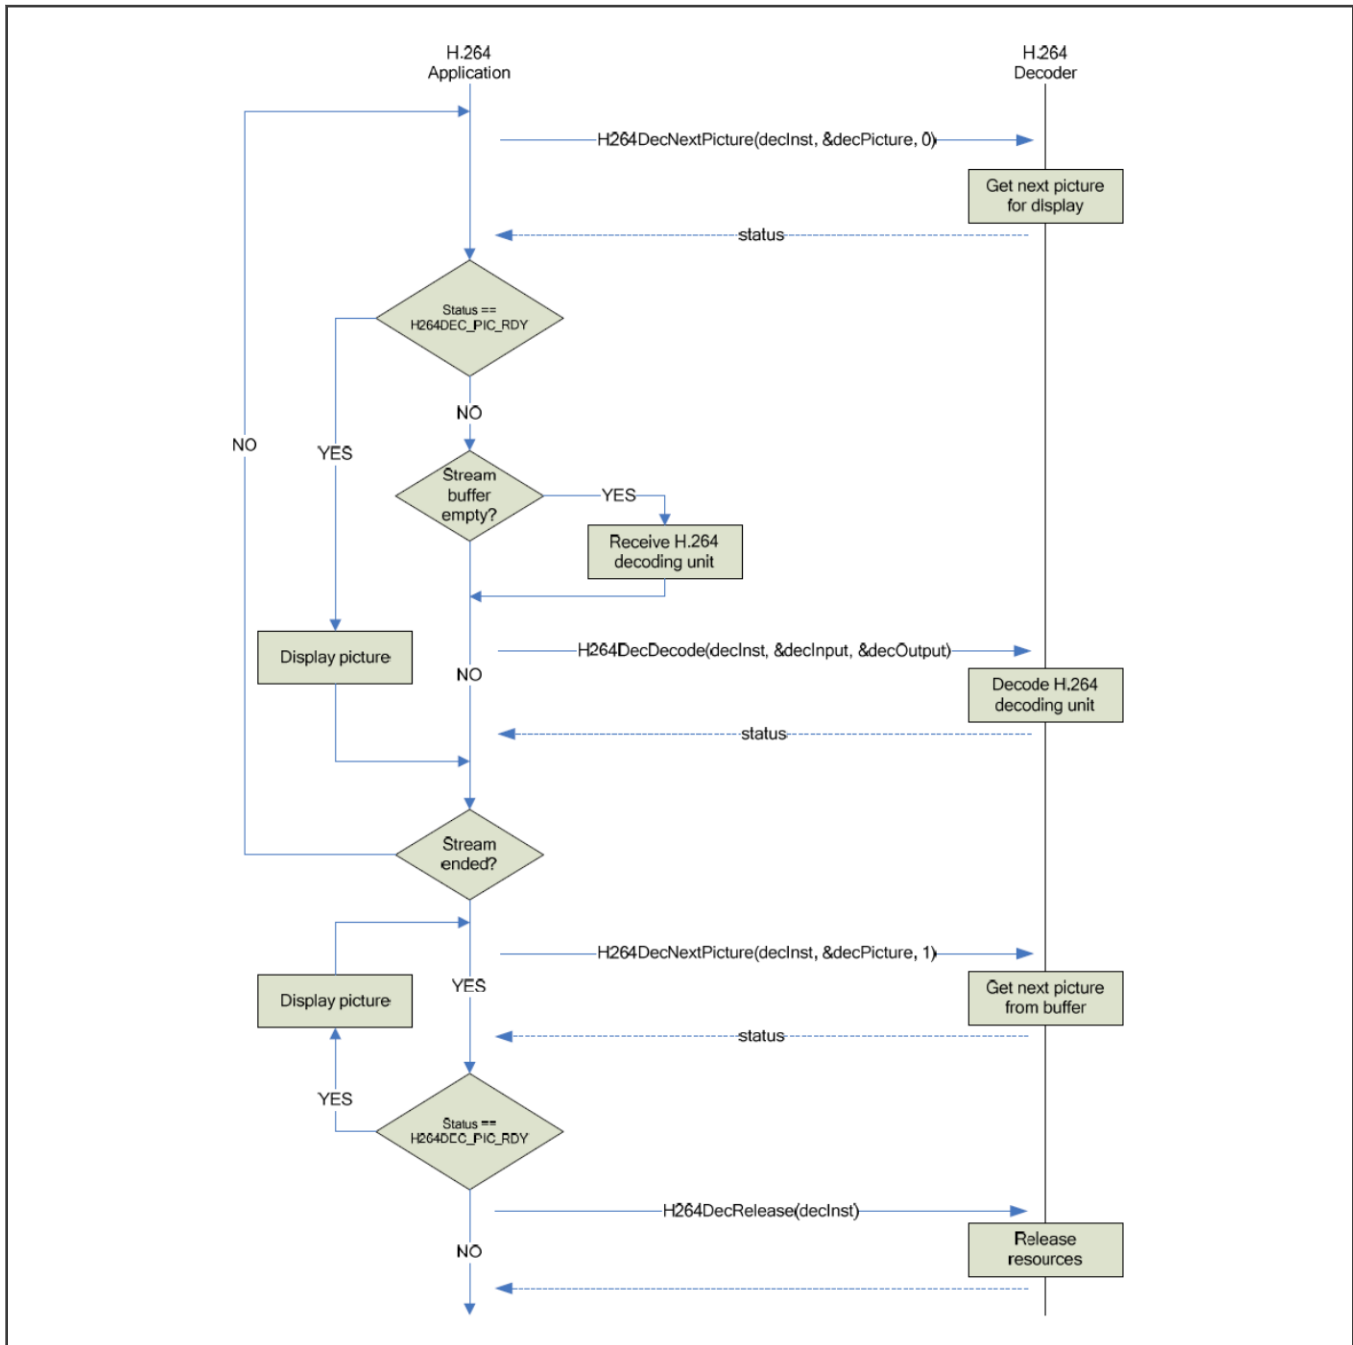 H.264
Application
H.264
Decoder
H264DecNextPicture(decInst, &decPicture, 0)
Get next picture
for display
status
Status ==
H264DEC_PIC_RDY
NO
NO
YES
Stream
buffer
empty?
YES
Receive H.264
decoding unit
Display picture
NO
H264DecDecode(decInst, &decInput, &decOutput)
Decode H.264
decoding unit
status
Stream
ended?
H264DecNextPicture(decInst, &decPicture, 1)
Get next picture
from buffer
Display picture
YES
status
YES
Status ==
H264DEC_PIC_RDY
H264DecRelease(decInst)
Release
resources
NO